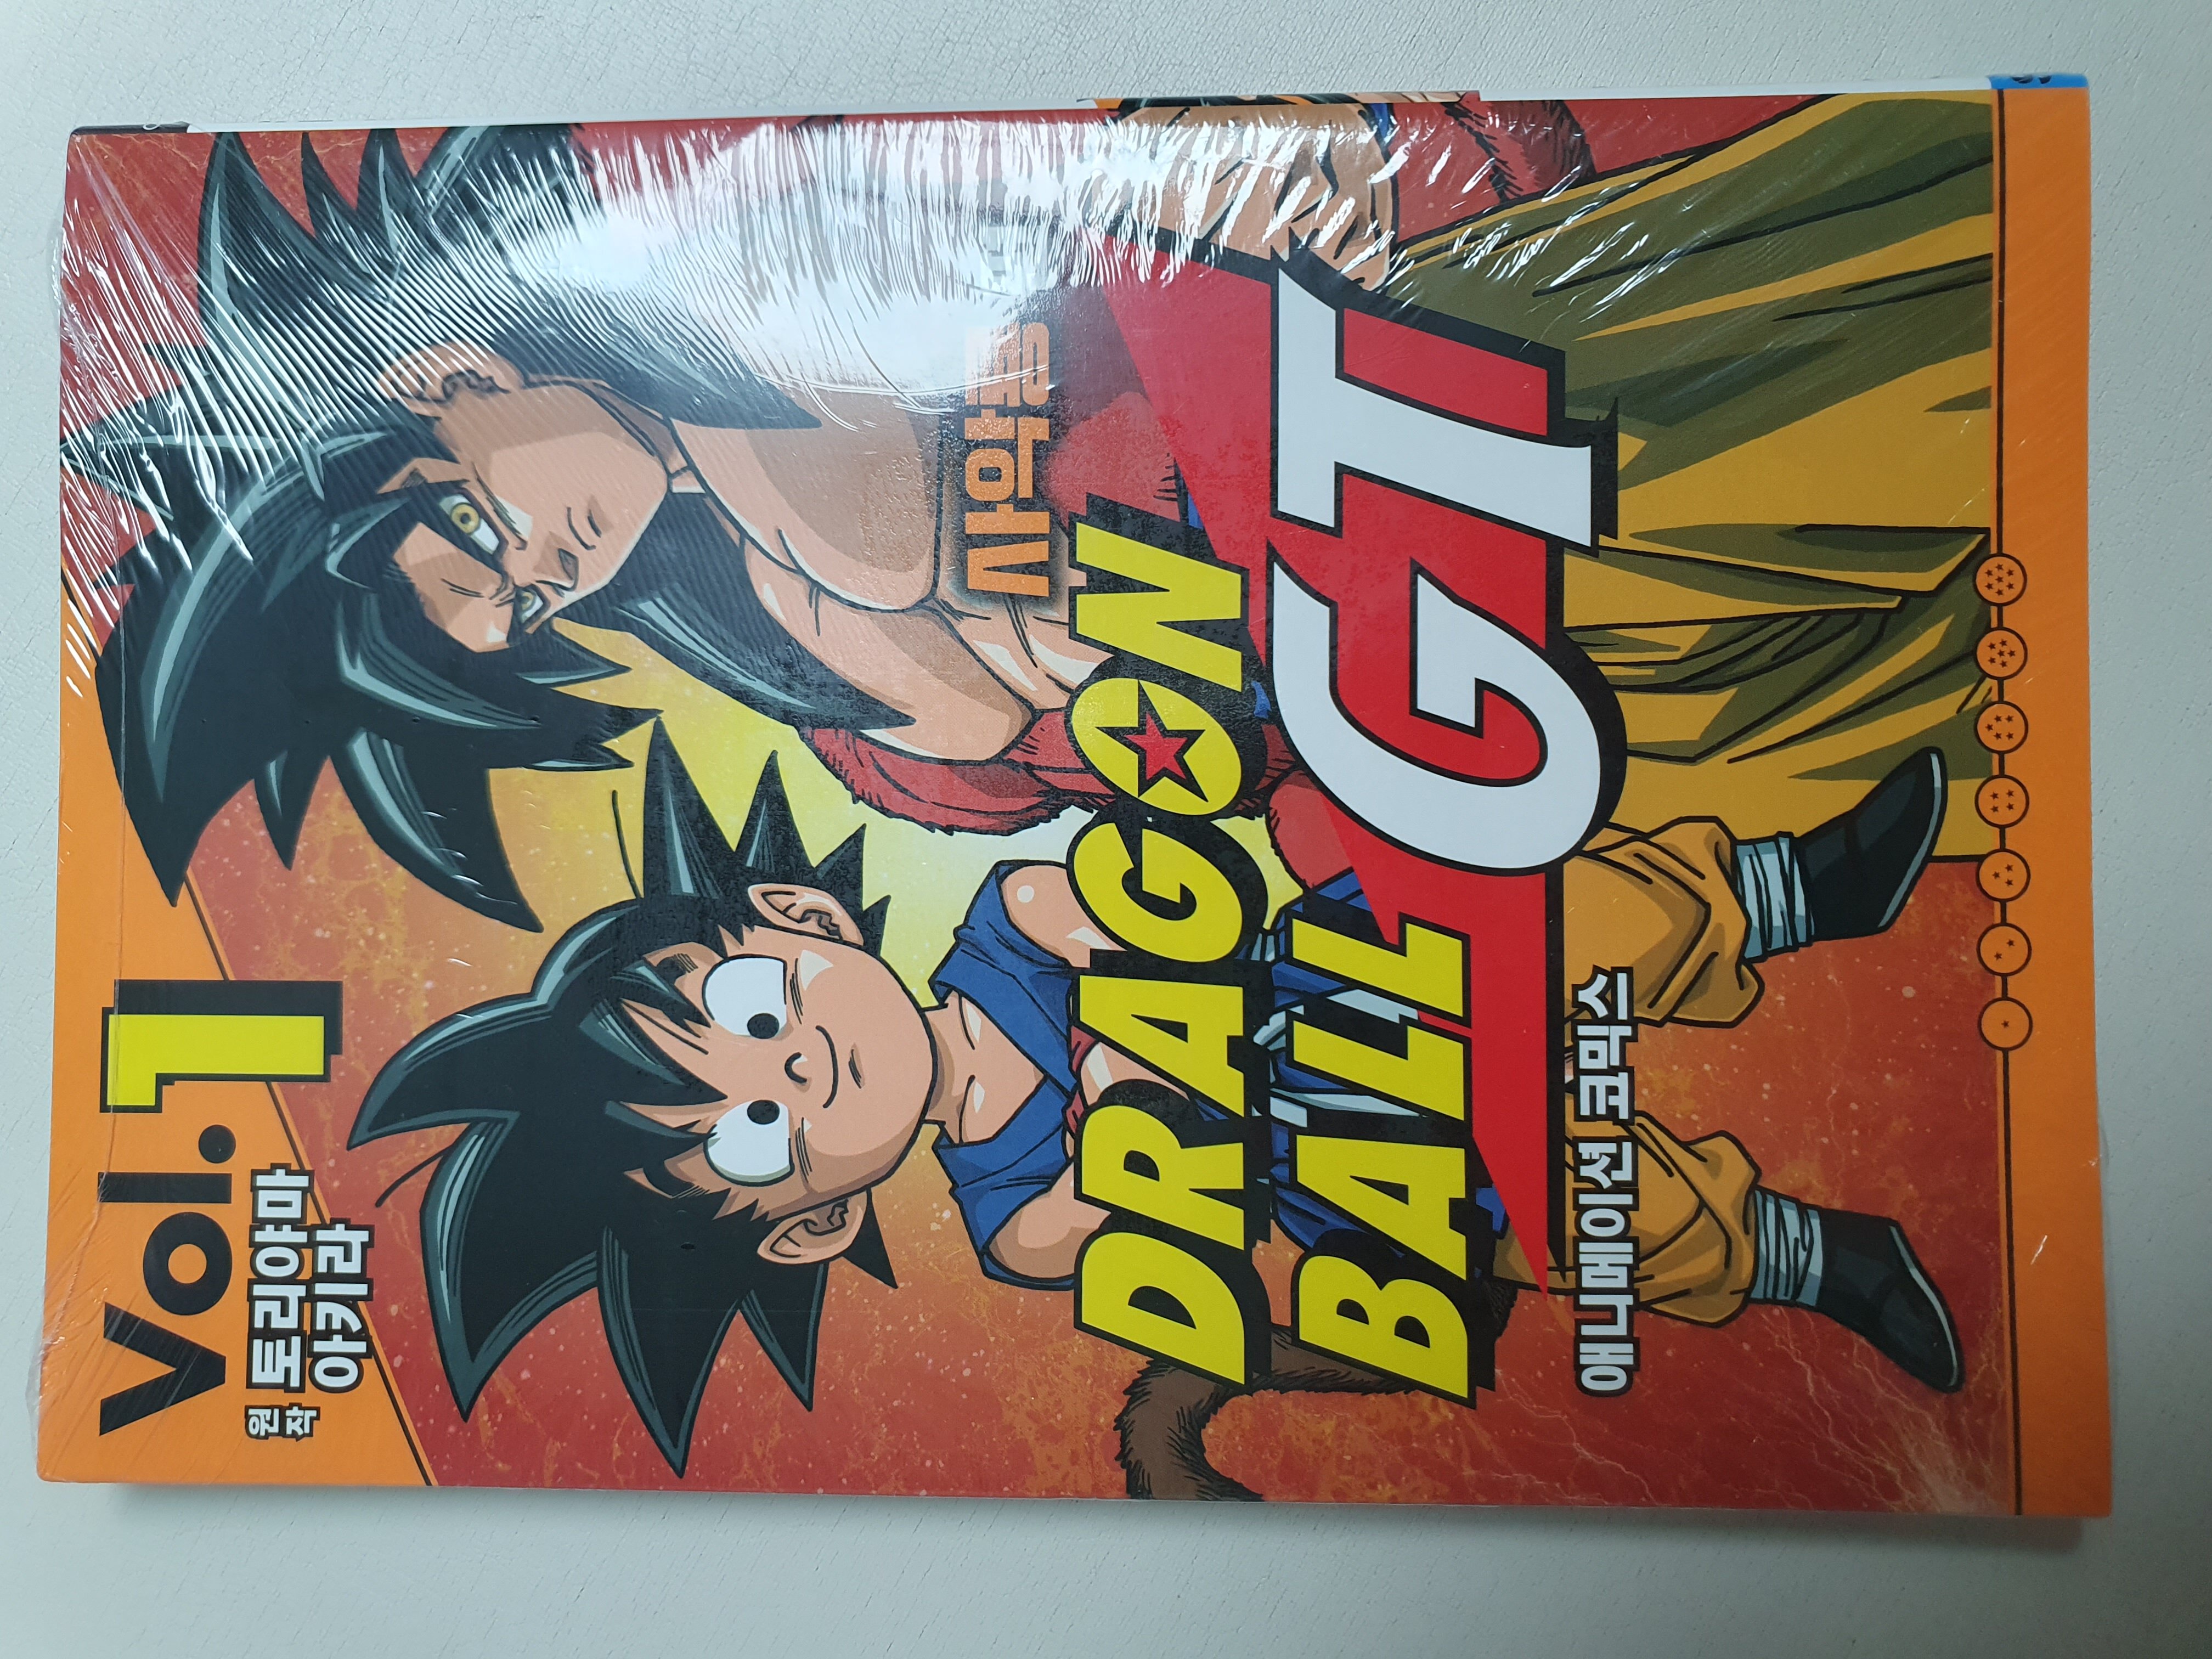 Vol.1
원작 토리야마
아키라
사악룡
DRAGON
BALL GT
애니메이션 코믹스